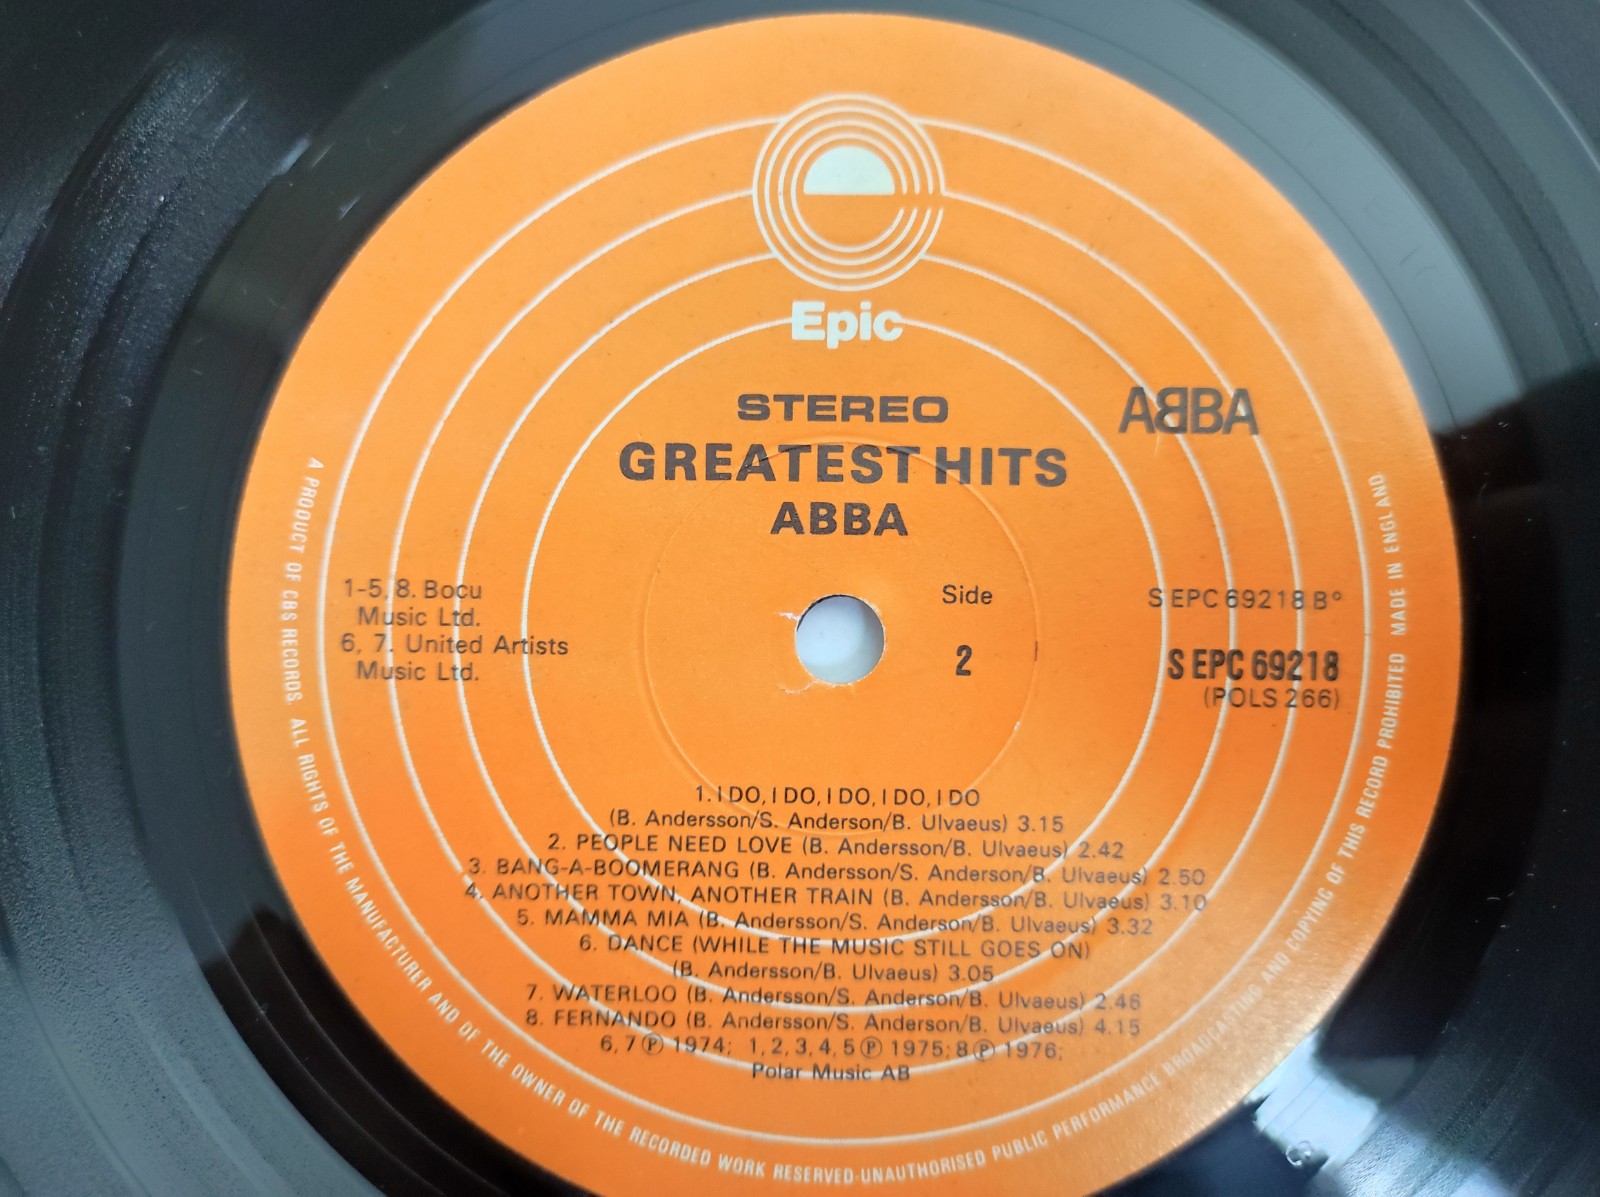 Epic
STEREO
GREATEST HITS
ABBA
ABBA
1-5, 8. Bocu
Music Ltd.
6, 7. United Artists
Music Ltd.
Side
2
S EPC 69218 B°
S EPC 69218
(POLS 266)
1. I DO, I DO, I DO, I DO, I DO
(B. Andersson/S. Anderson/B. Ulvaeus) 3.15
2. PEOPLE NEED LOVE (B. Andersson/B. Ulvaeus) 2.42
3. BANG-A-BOOMERANG (B. Andersson/S. Anderson/B. Ulvaeus) 2.50
4. ANOTHER TOWN, ANOTHER TRAIN (B. Andersson/B. Ulvaeus) 3.10
5. MAMMA MIA (B. Andersson/S. Anderson/B. Ulvaeus) 3.32
6. DANCE (WHILE THE MUSIC STILL GOES ON)
(B. Andersson/B. Ulvaeus) 3.05
7. WATERLOO (B. Andersson/S. Anderson/B. Ulvaeus) 2.46
8. FERNANDO (B. Andersson/S. Anderson/B. Ulvaeus) 4.15
6, 7 Ⓟ 1974; 1, 2, 3, 4, 5 Ⓟ 1975; 8 Ⓟ 1976;
Polar Music AB
A PRODUCT OF CBS RECORDS. ALL RIGHTS OF THE MANUFACTURER AND OF THE OWNER OF THE RECORDED WORK RESERVED·UNAUTHORISED PUBLIC PERFORMANCE BROADCASTING AND COPYING OF THIS RECORD PROHIBITED MADE IN ENGLAND